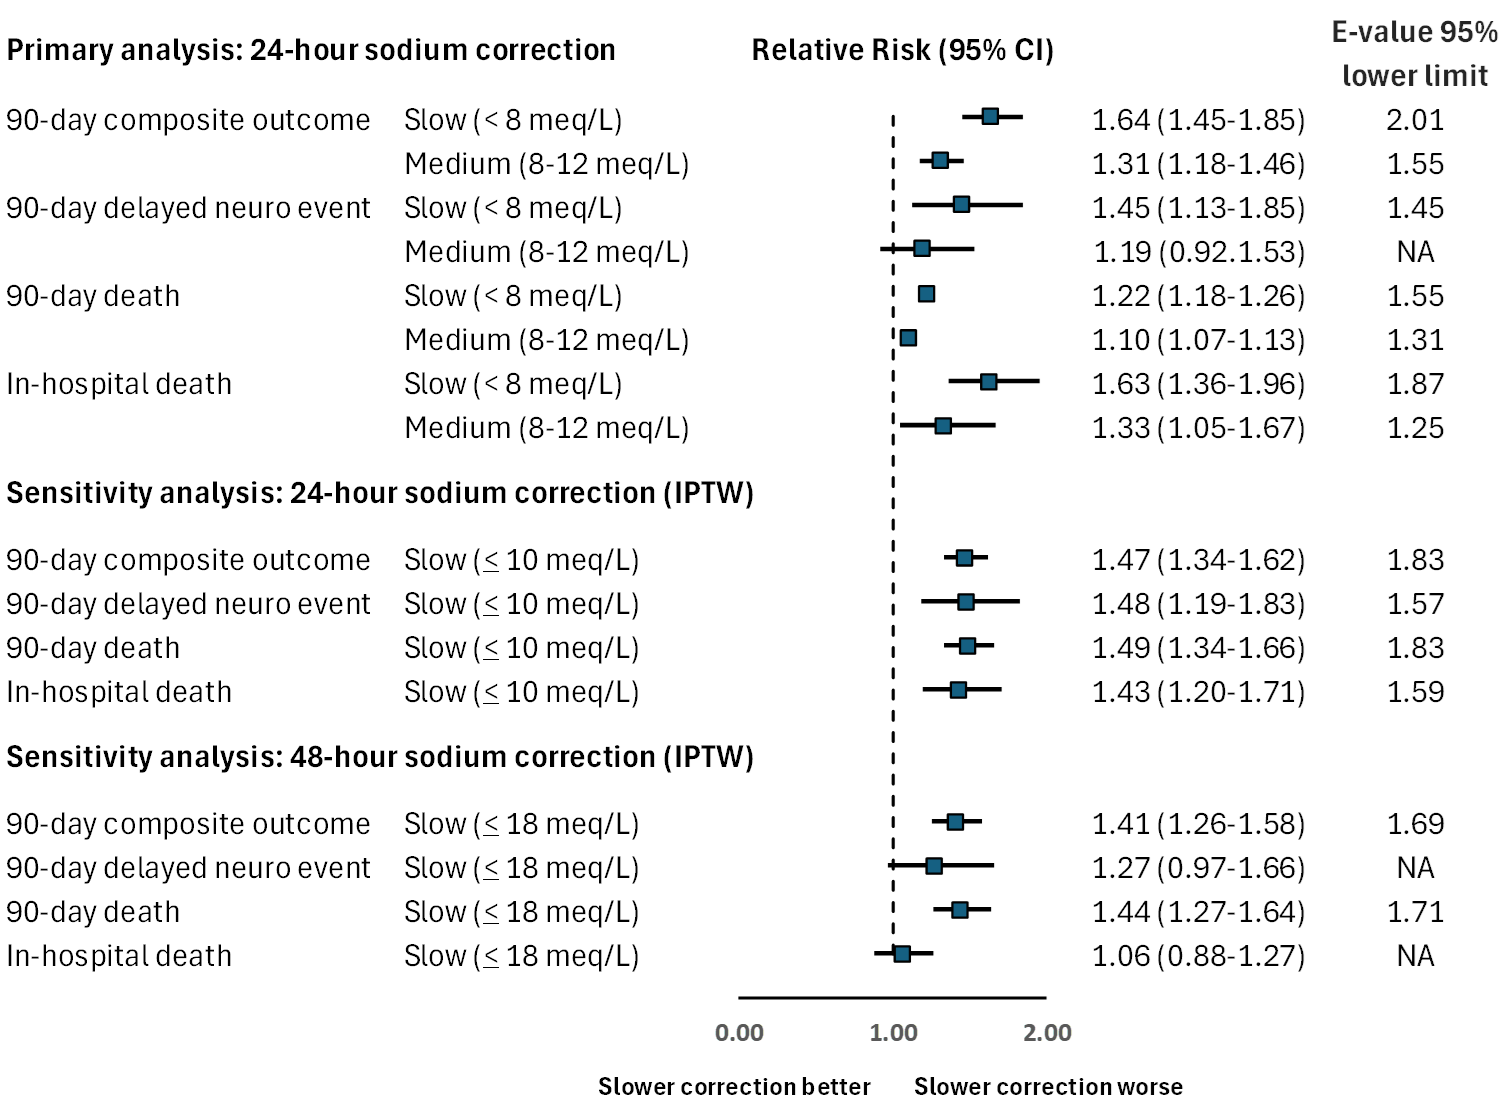 Primary analysis: 24-hour sodium correction Relative Risk (95% CI) E-value 95% lower limit
90-day composite outcome Slow (< 8 meq/L) 1.64 (1.45-1.85) 2.01
Medium (8-12 meq/L) 1.31 (1.18-1.46) 1.55
90-day delayed neuro event Slow (< 8 meq/L) 1.45 (1.13-1.85) 1.45
Medium (8-12 meq/L) 1.19 (0.92.1.53) NA
90-day death Slow (< 8 meq/L) 1.22 (1.18-1.26) 1.55
Medium (8-12 meq/L) 1.10 (1.07-1.13) 1.31
In-hospital death Slow (< 8 meq/L) 1.63 (1.36-1.96) 1.87
Medium (8-12 meq/L) 1.33 (1.05-1.67) 1.25
Sensitivity analysis: 24-hour sodium correction (IPTW)
90-day composite outcome Slow (≤ 10 meq/L) 1.47 (1.34-1.62) 1.83
90-day delayed neuro event Slow (≤ 10 meq/L) 1.48 (1.19-1.83) 1.57
90-day death Slow (≤ 10 meq/L) 1.49 (1.34-1.66) 1.83
In-hospital death Slow (≤ 10 meq/L) 1.43 (1.20-1.71) 1.59
Sensitivity analysis: 48-hour sodium correction (IPTW)
90-day composite outcome Slow (≤ 18 meq/L) 1.41 (1.26-1.58) 1.69
90-day delayed neuro event Slow (≤ 18 meq/L) 1.27 (0.97-1.66) NA
90-day death Slow (≤ 18 meq/L) 1.44 (1.27-1.64) 1.71
In-hospital death Slow (≤ 18 meq/L) 1.06 (0.88-1.27) NA
0.00 1.00 2.00
Slower correction better Slower correction worse